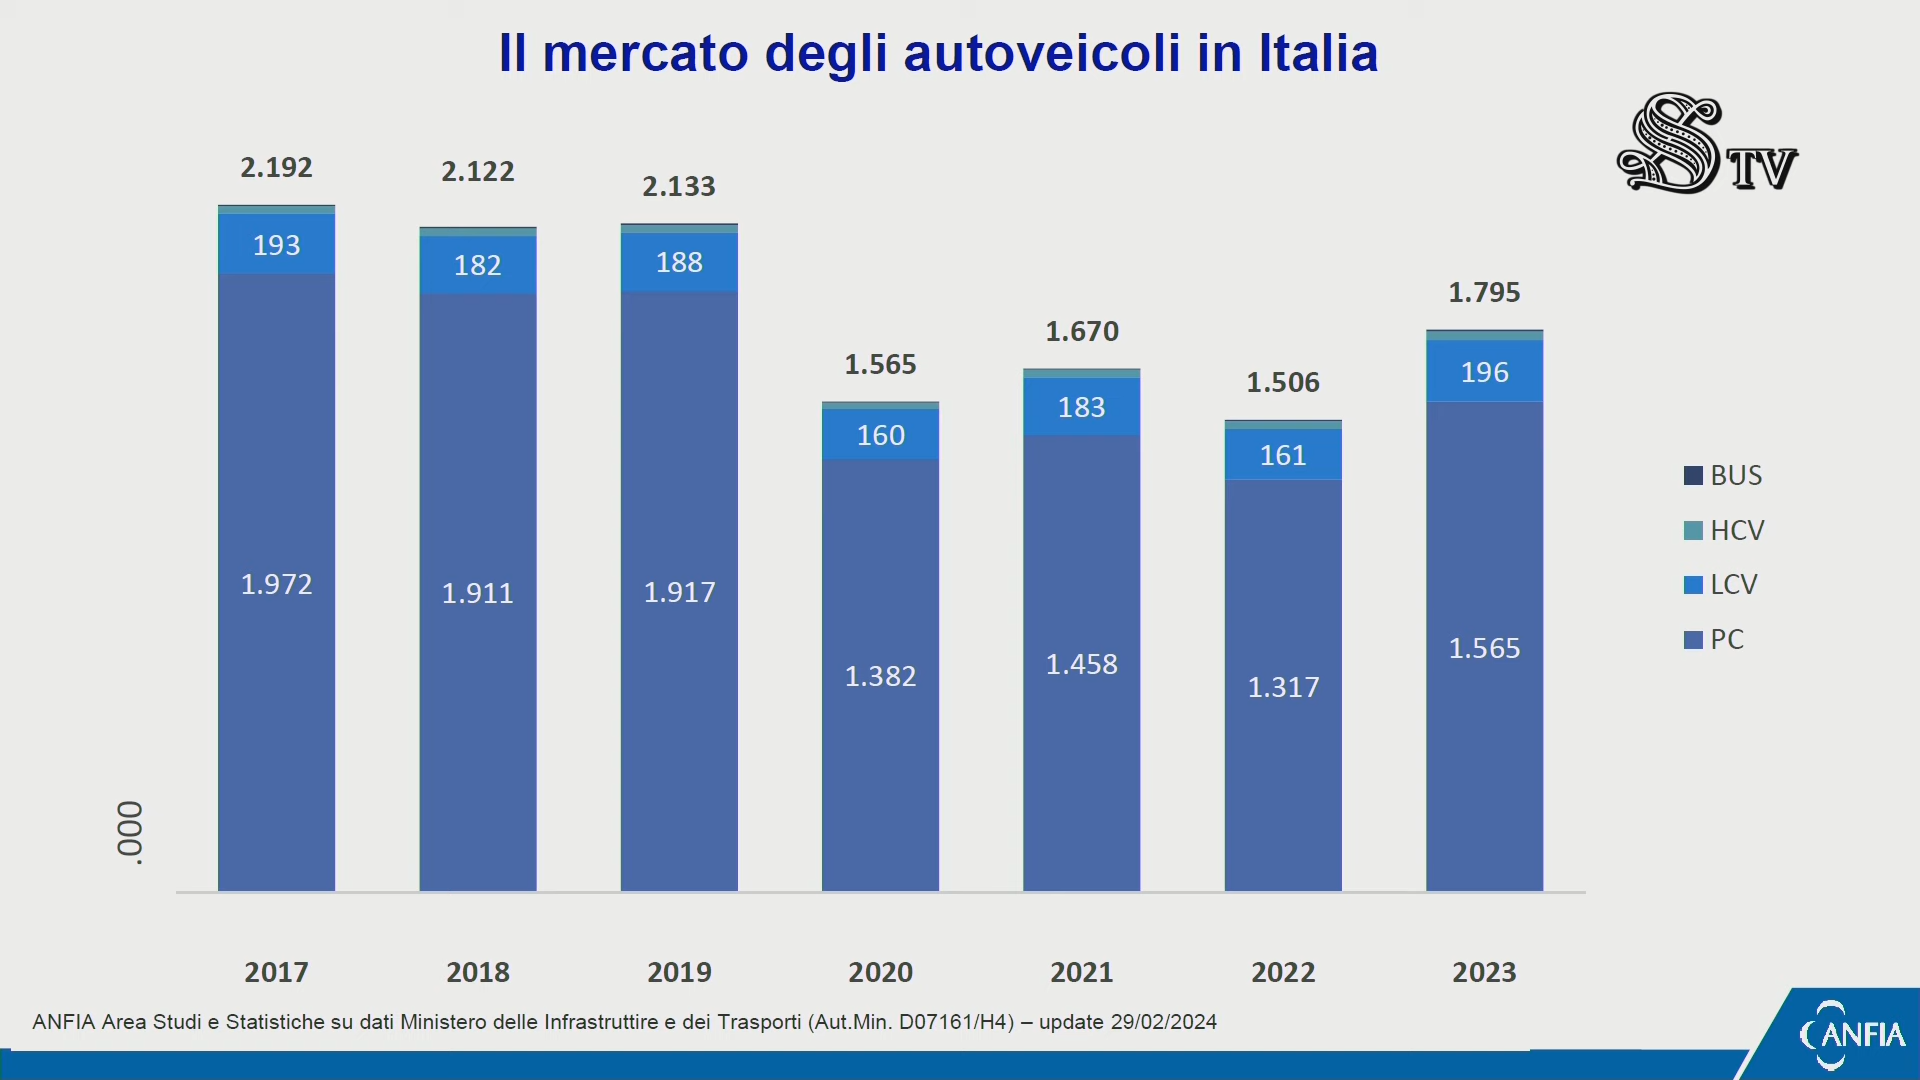 Il mercato degli autoveicoli in Italia
S TV
2.192
2.122
2.133
1.565
1.670
1.506
1.795
193
182
188
160
183
161
196
1.972
1.911
1.917
1.382
1.458
1.317
1.565
BUS
HCV
LCV
PC
.000
2017 2018 2019 2020 2021 2022 2023
ANFIA Area Studi e Statistiche su dati Ministero delle Infrastruttire e dei Trasporti (Aut.Min. D07161/H4) – update 29/02/2024
ANFIA